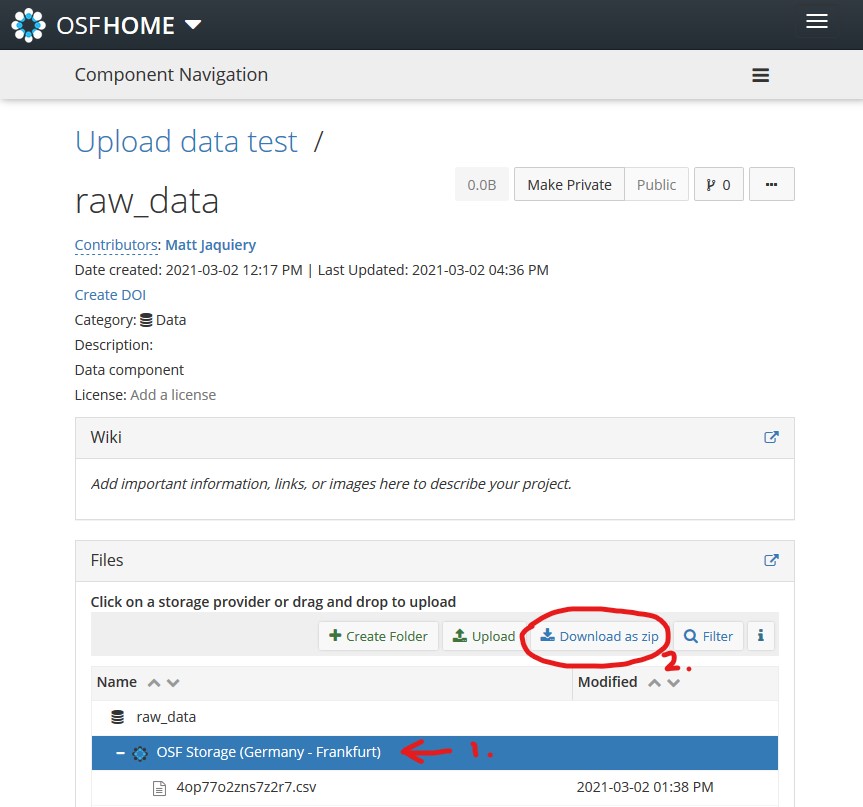 OSFHOME
Component Navigation
Upload data test /
raw_data
0.0B Make Private Public 0 ...
Contributors: Matt Jaquiery
Date created: 2021-03-02 12:17 PM | Last Updated: 2021-03-02 04:36 PM
Create DOI
Category: Data
Description:
Data component
License: Add a license
Wiki
Add important information, links, or images here to describe your project.
Files
Click on a storage provider or drag and drop to upload
+ Create Folder Upload Download as zip Filter i
2.
Name Modified
raw_data
− OSF Storage (Germany - Frankfurt) 1.
4op77o2zns7z2r7.csv 2021-03-02 01:38 PM